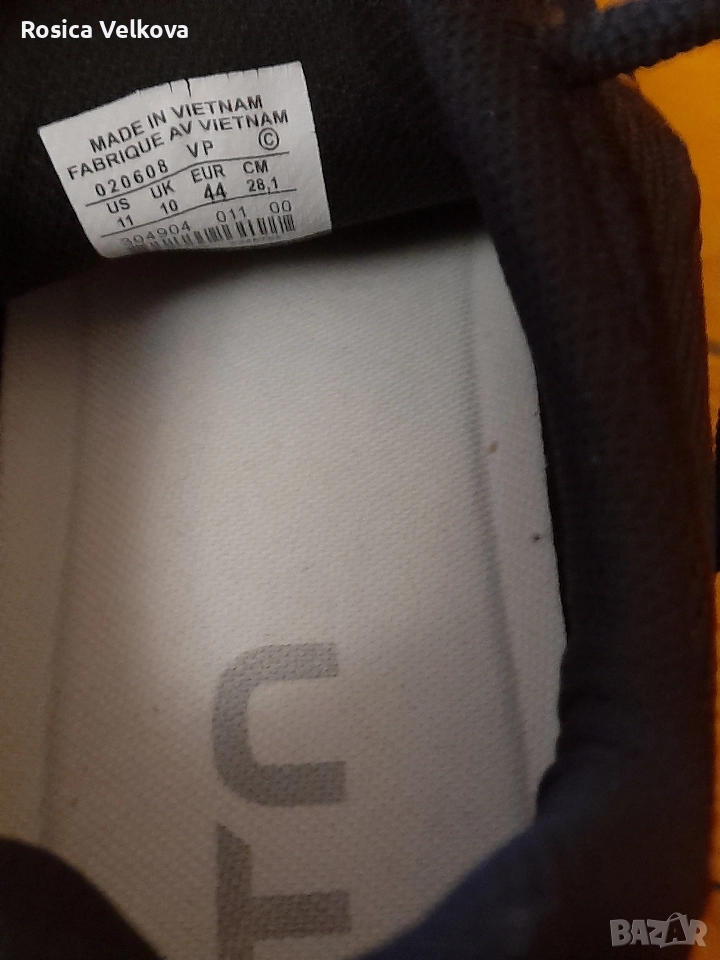 Rosica Velkova
MADE IN VIETNAM
FABRIQUE AV VIETNAM
020608 VP ©
US UK EUR CM
11 10 44 28,1
304904 011 00
BAZAR